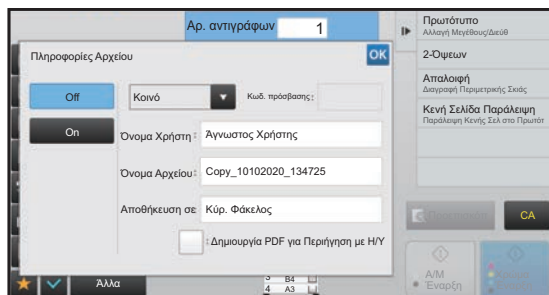 Αρ. αντιγράφων 1
Πληροφορίες Αρχείου
OK
Off
Κοινό
Κωδ. πρόσβασης :
On
Όνομα Χρήστη :
Άγνωστος Χρήστης
Όνομα Αρχείου:
Copy_10102020_134725
Αποθήκευση σε
Κύρ. Φάκελος
: Δημιουργία PDF για Περιήγηση με Η/Υ
Άλλα
3 B4
4 A3
Πρωτότυπο
Αλλαγή Μεγέθους/Διεύθ
2-Όψεων
Απαλοιφή
Διαγραφή Περιμετρικής Σκιάς
Κενή Σελίδα Παράλειψη
Παράλειψη Κενής Σελ στο Πρωτότ
CA
Α/Μ
Έναρξη